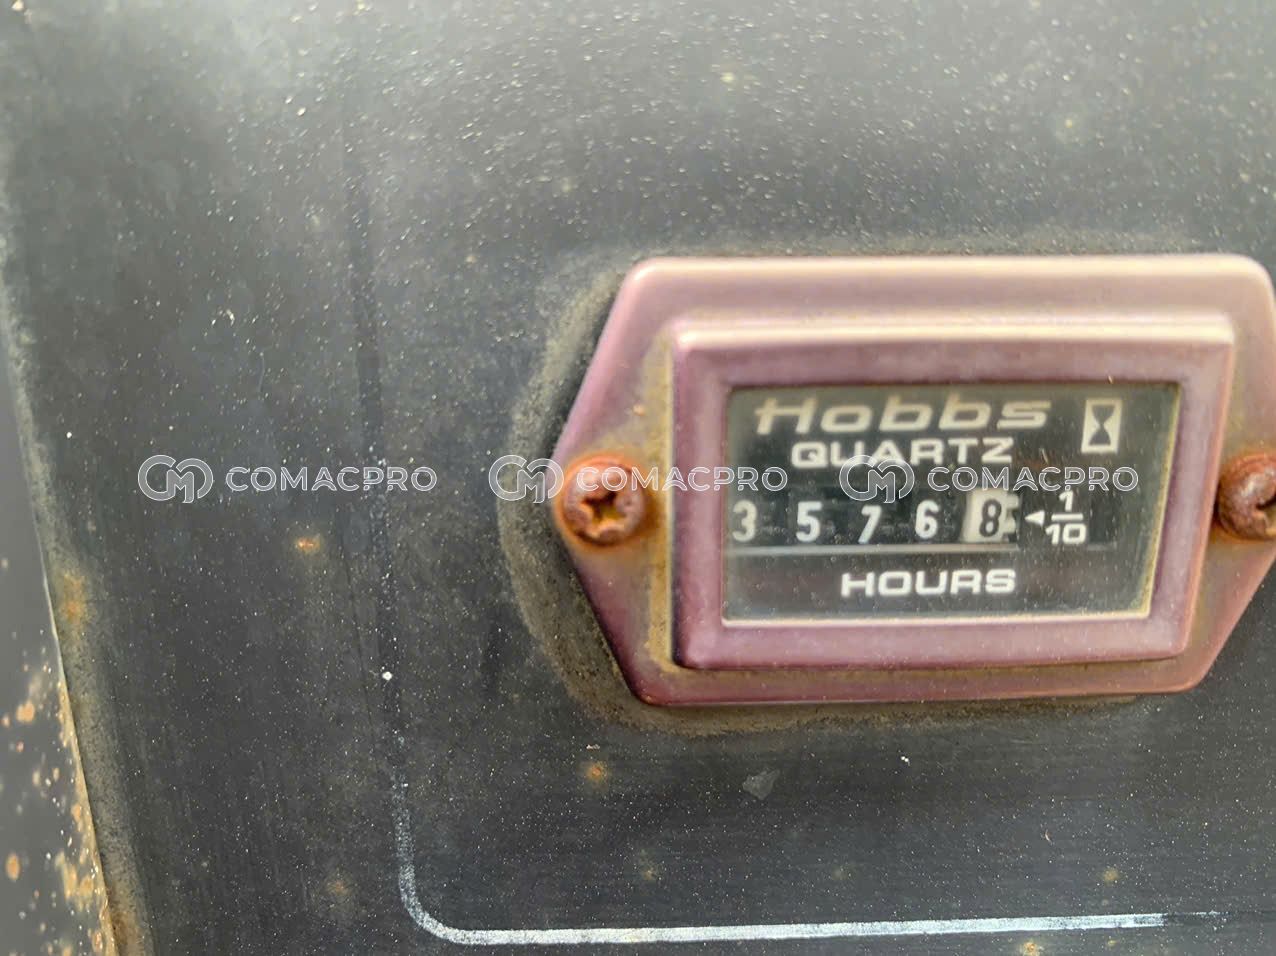 Hobbs
QUARTZ
COMACPRO COMACPRO COMACPRO
3 5 7 6 8 ◄ 1/10
HOURS